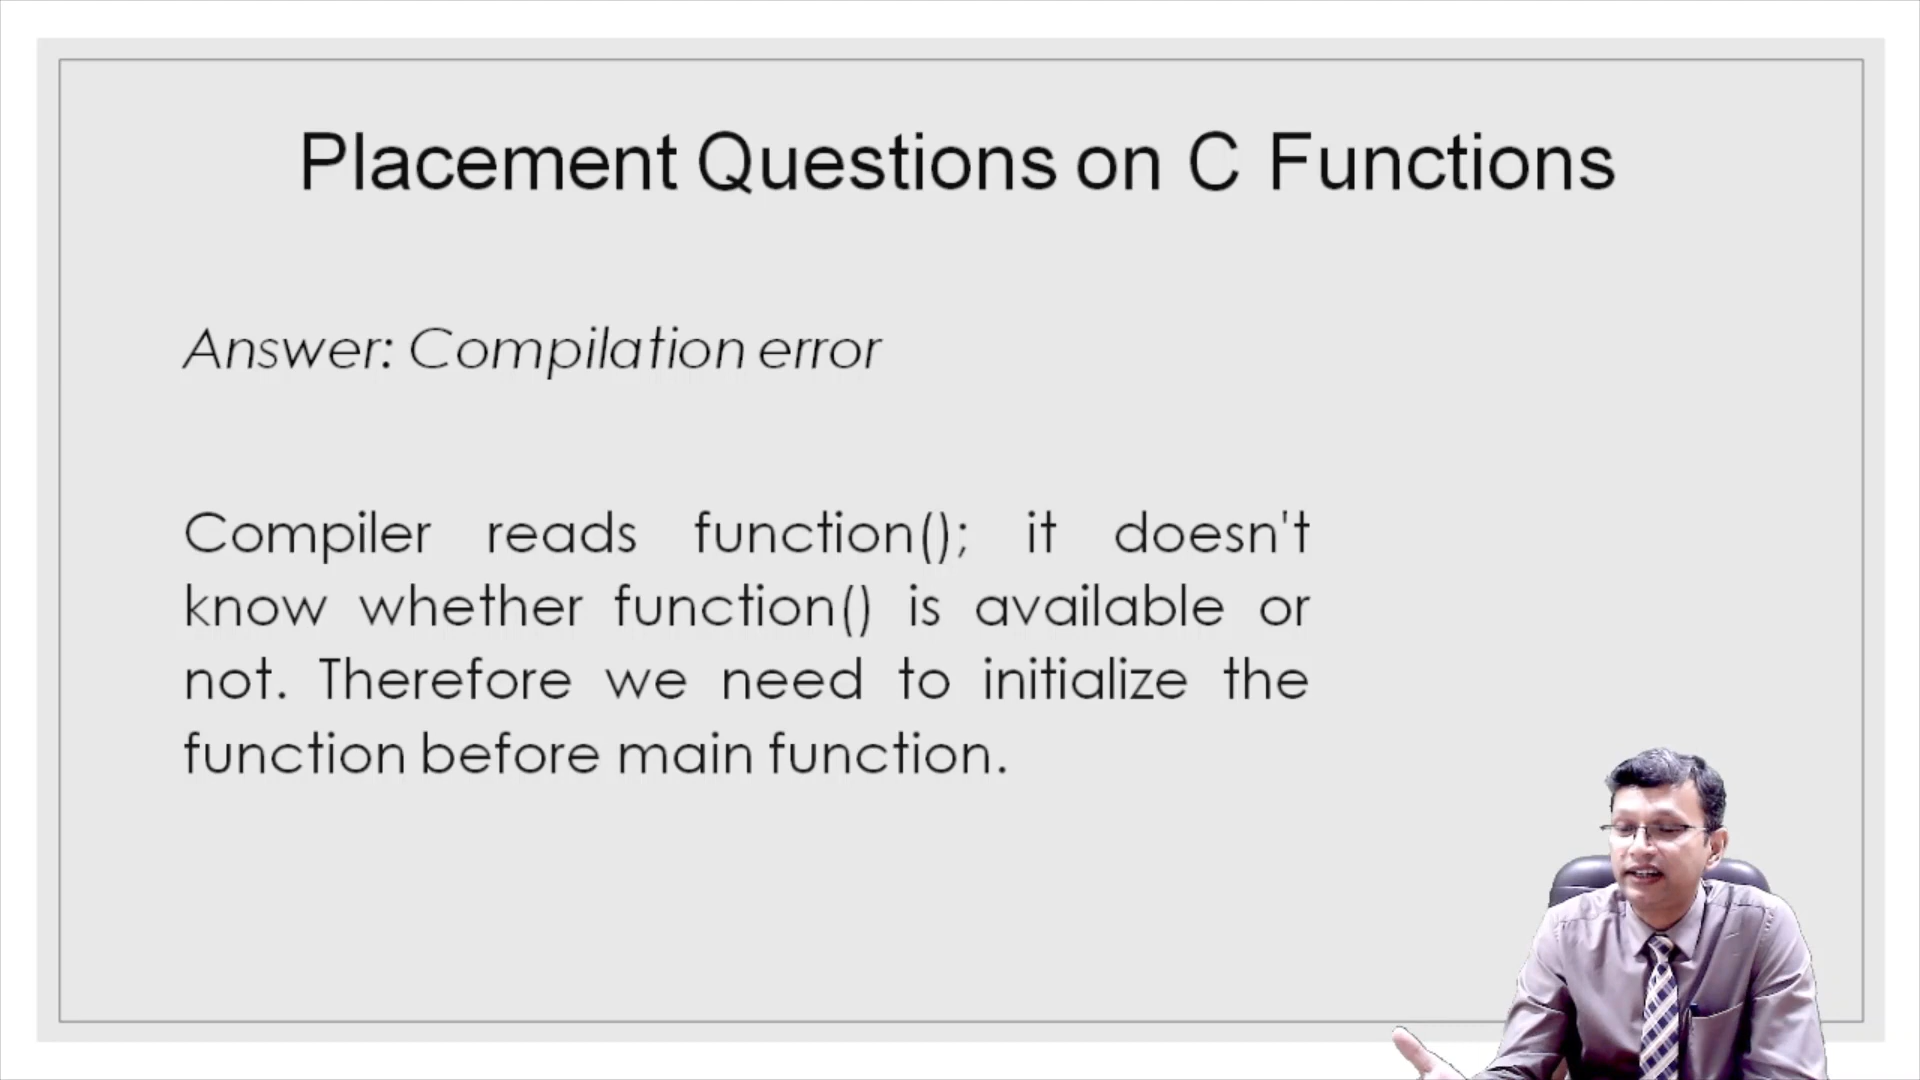 Placement Questions on C Functions
Answer: Compilation error
Compiler reads function(); it doesn't
know whether function() is available or
not. Therefore we need to initialize the
function before main function.